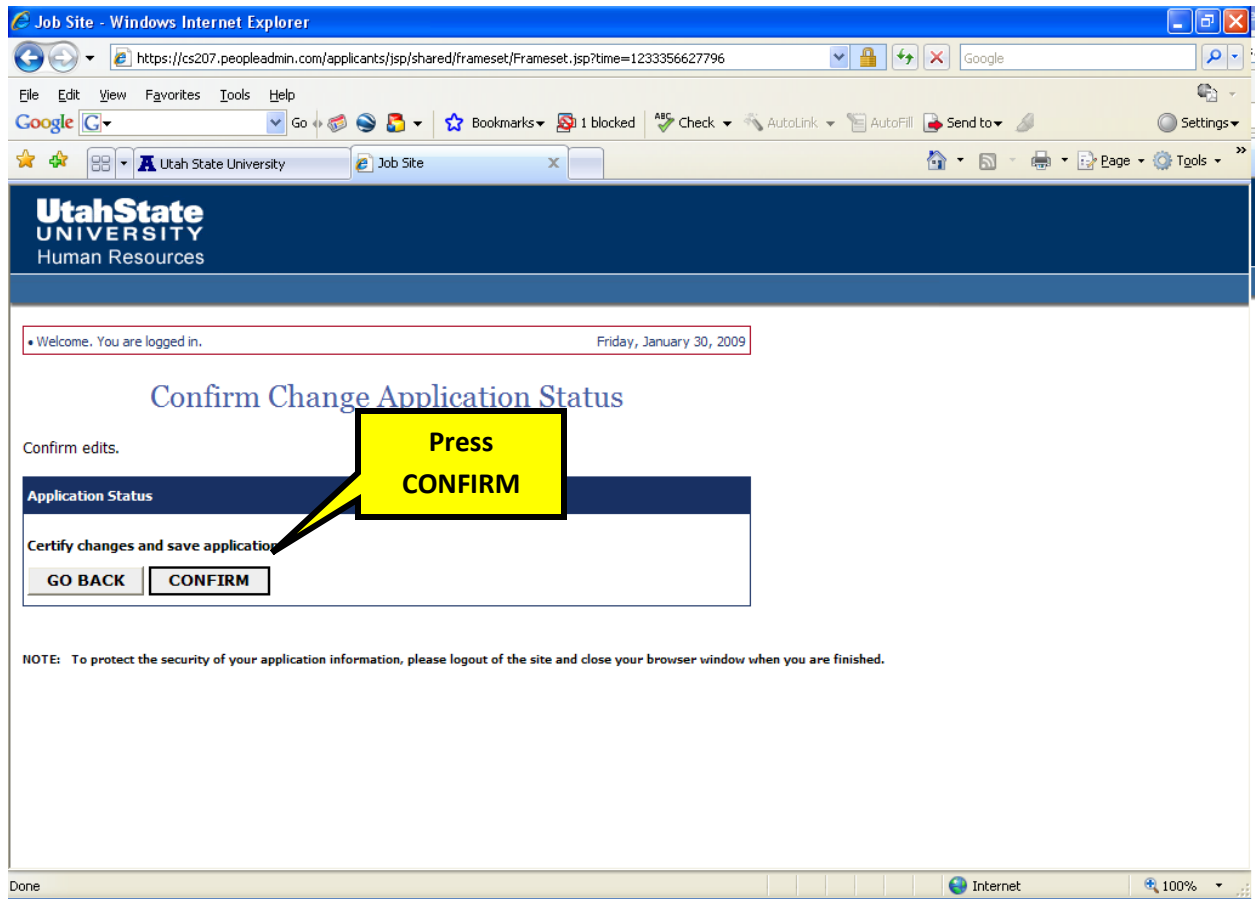 Job Site - Windows Internet Explorer
https://cs207.peopleadmin.com/applicants/jsp/shared/frameset/Frameset.jsp?time=1233356627796
Google
File Edit View Favorites Tools Help
Google G Go Bookmarks 1 blocked ABC Check AutoLink AutoFill Send to Settings
Utah State University Job Site X Page Tools »
UtahState
UNIVERSITY
Human Resources
• Welcome. You are logged in. Friday, January 30, 2009
Confirm Change Application Status
Press
CONFIRM
Confirm edits.
Application Status
Certify changes and save application
GO BACK CONFIRM
NOTE: To protect the security of your application information, please logout of the site and close your browser window when you are finished.
Done Internet 100%